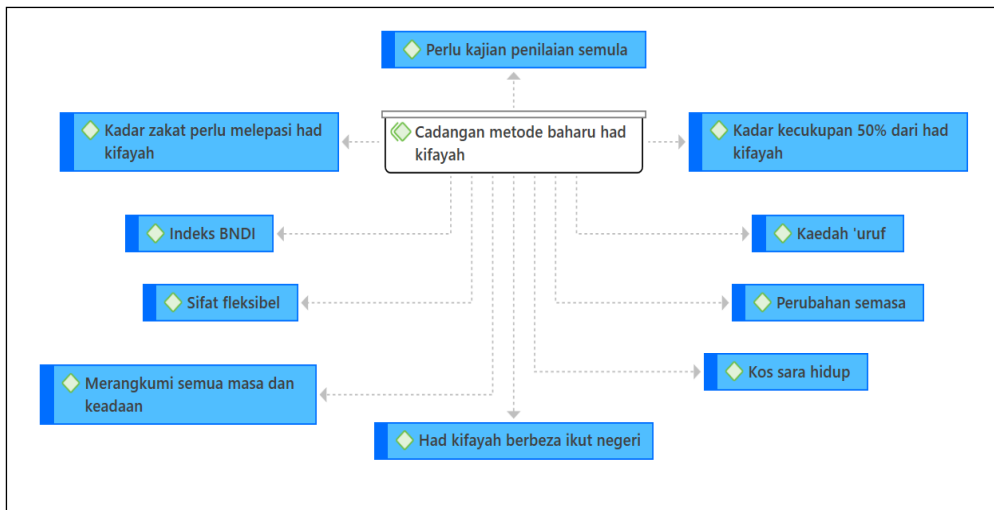 Perlu kajian penilaian semula
Kadar zakat perlu melepasi had
kifayah
Cadangan metode baharu had
kifayah
Kadar kecukupan 50% dari had
kifayah
Indeks BNDI
Kaedah 'uruf
Sifat fleksibel
Perubahan semasa
Merangkumi semua masa dan
keadaan
Kos sara hidup
Had kifayah berbeza ikut negeri